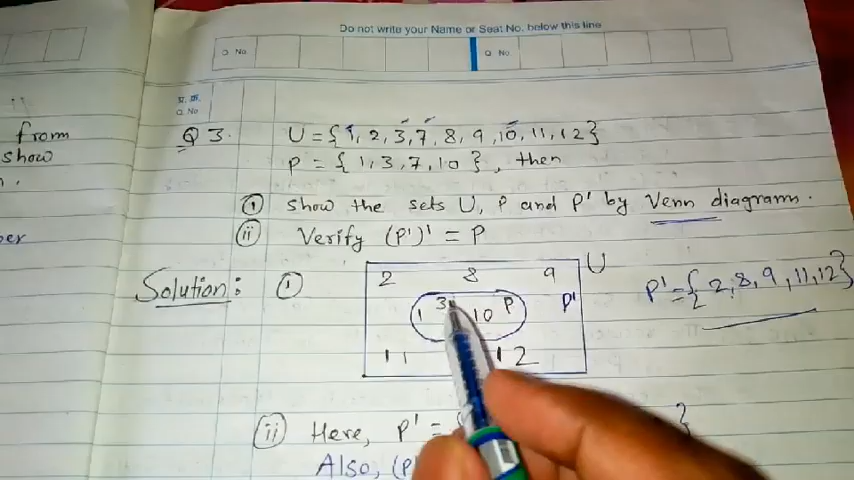 Do not write your Name or Seat No. below this line
Q. No.
Q. No.
प्र. क्र.
Q. No
from
show
Q 3. U = { 1, 2, 3, 7, 8, 9, 10, 11, 12 }
P = { 1, 3, 7, 10 } , then
(i) Show the sets U, P and P' by Venn diagram.
(ii) Verify (P')' = P
Solution: (i)
2 8 9 U
P' = { 2, 8, 9, 11, 12 }
1 3 10 P P'
11 12
(ii) Here, P' = { }
Also, (P